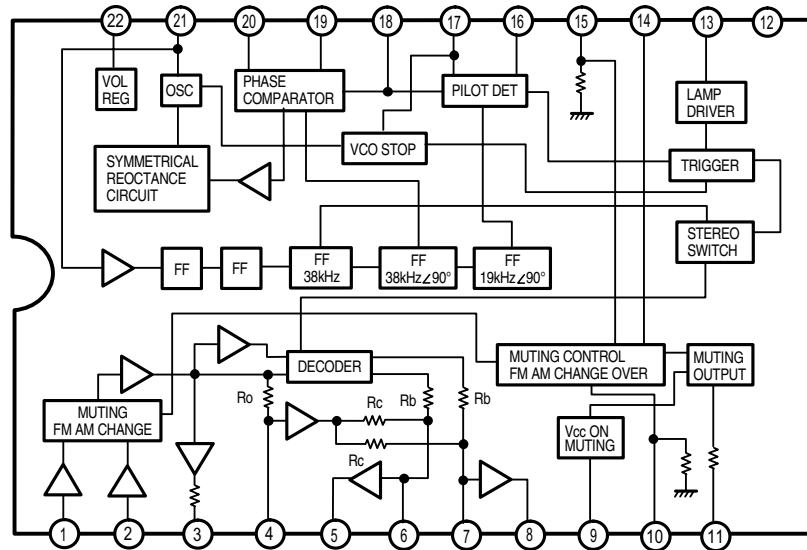 22 21 20 19 18 17 16 15 14 13 12
VOL
REG
OSC
PHASE
COMPARATOR
PILOT DET
LAMP
DRIVER
SYMMETRICAL
REOCTANCE
CIRCUIT
VCO STOP
TRIGGER
STEREO
SWITCH
FF
FF
FF
38kHz
FF
38kHz∠90°
FF
19kHz∠90°
DECODER
MUTING CONTROL
FM AM CHANGE OVER
MUTING
OUTPUT
Ro
Rc
Rb
Rb
MUTING
FM AM CHANGE
Vcc ON
MUTING
Rc
1 2 3 4 5 6 7 8 9 10 11